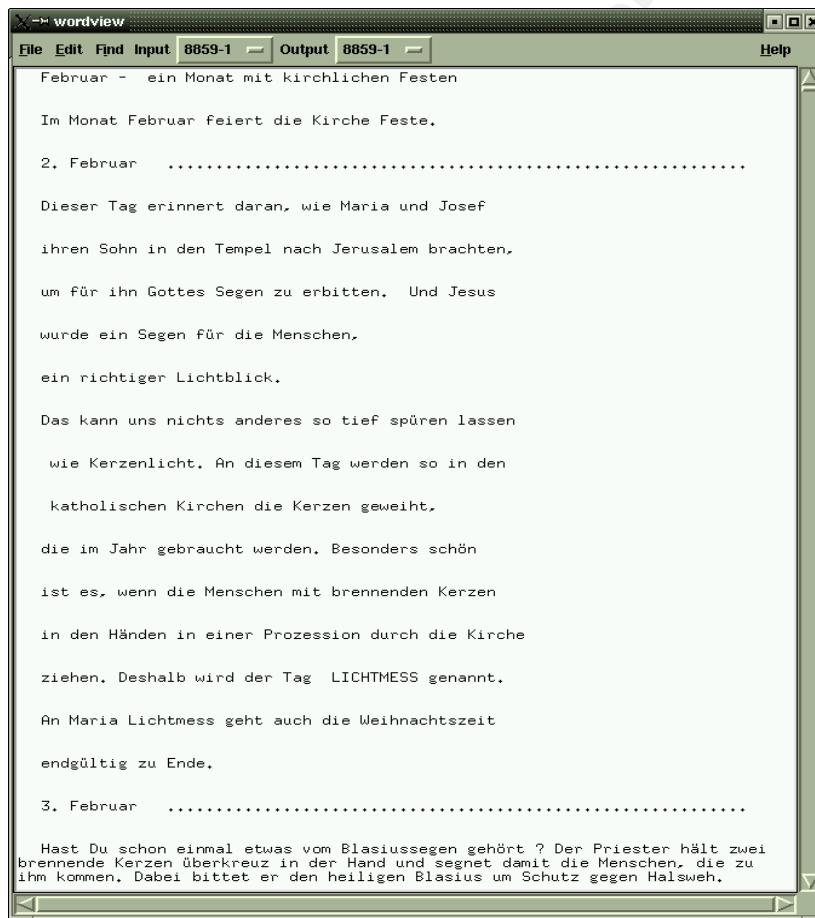 wordview
File Edit Find Input 8859-1 Output 8859-1 Help
Februar - ein Monat mit kirchlichen Festen
Im Monat Februar feiert die Kirche Feste.
2. Februar ............................................................
Dieser Tag erinnert daran, wie Maria und Josef
ihren Sohn in den Tempel nach Jerusalem brachten,
um für ihn Gottes Segen zu erbitten. Und Jesus
wurde ein Segen für die Menschen,
ein richtiger Lichtblick.
Das kann uns nichts anderes so tief spüren lassen
wie Kerzenlicht. An diesem Tag werden so in den
katholischen Kirchen die Kerzen geweiht,
die im Jahr gebraucht werden. Besonders schön
ist es, wenn die Menschen mit brennenden Kerzen
in den Händen in einer Prozession durch die Kirche
ziehen. Deshalb wird der Tag LICHTMESS genannt.
An Maria Lichtmess geht auch die Weihnachtszeit
endgültig zu Ende.
3. Februar ............................................................
Hast Du schon einmal etwas vom Blasiussegen gehört ? Der Priester hält zwei
brennende Kerzen überkreuz in der Hand und segnet damit die Menschen, die zu
ihm kommen. Dabei bittet er den heiligen Blasius um Schutz gegen Halsweh.